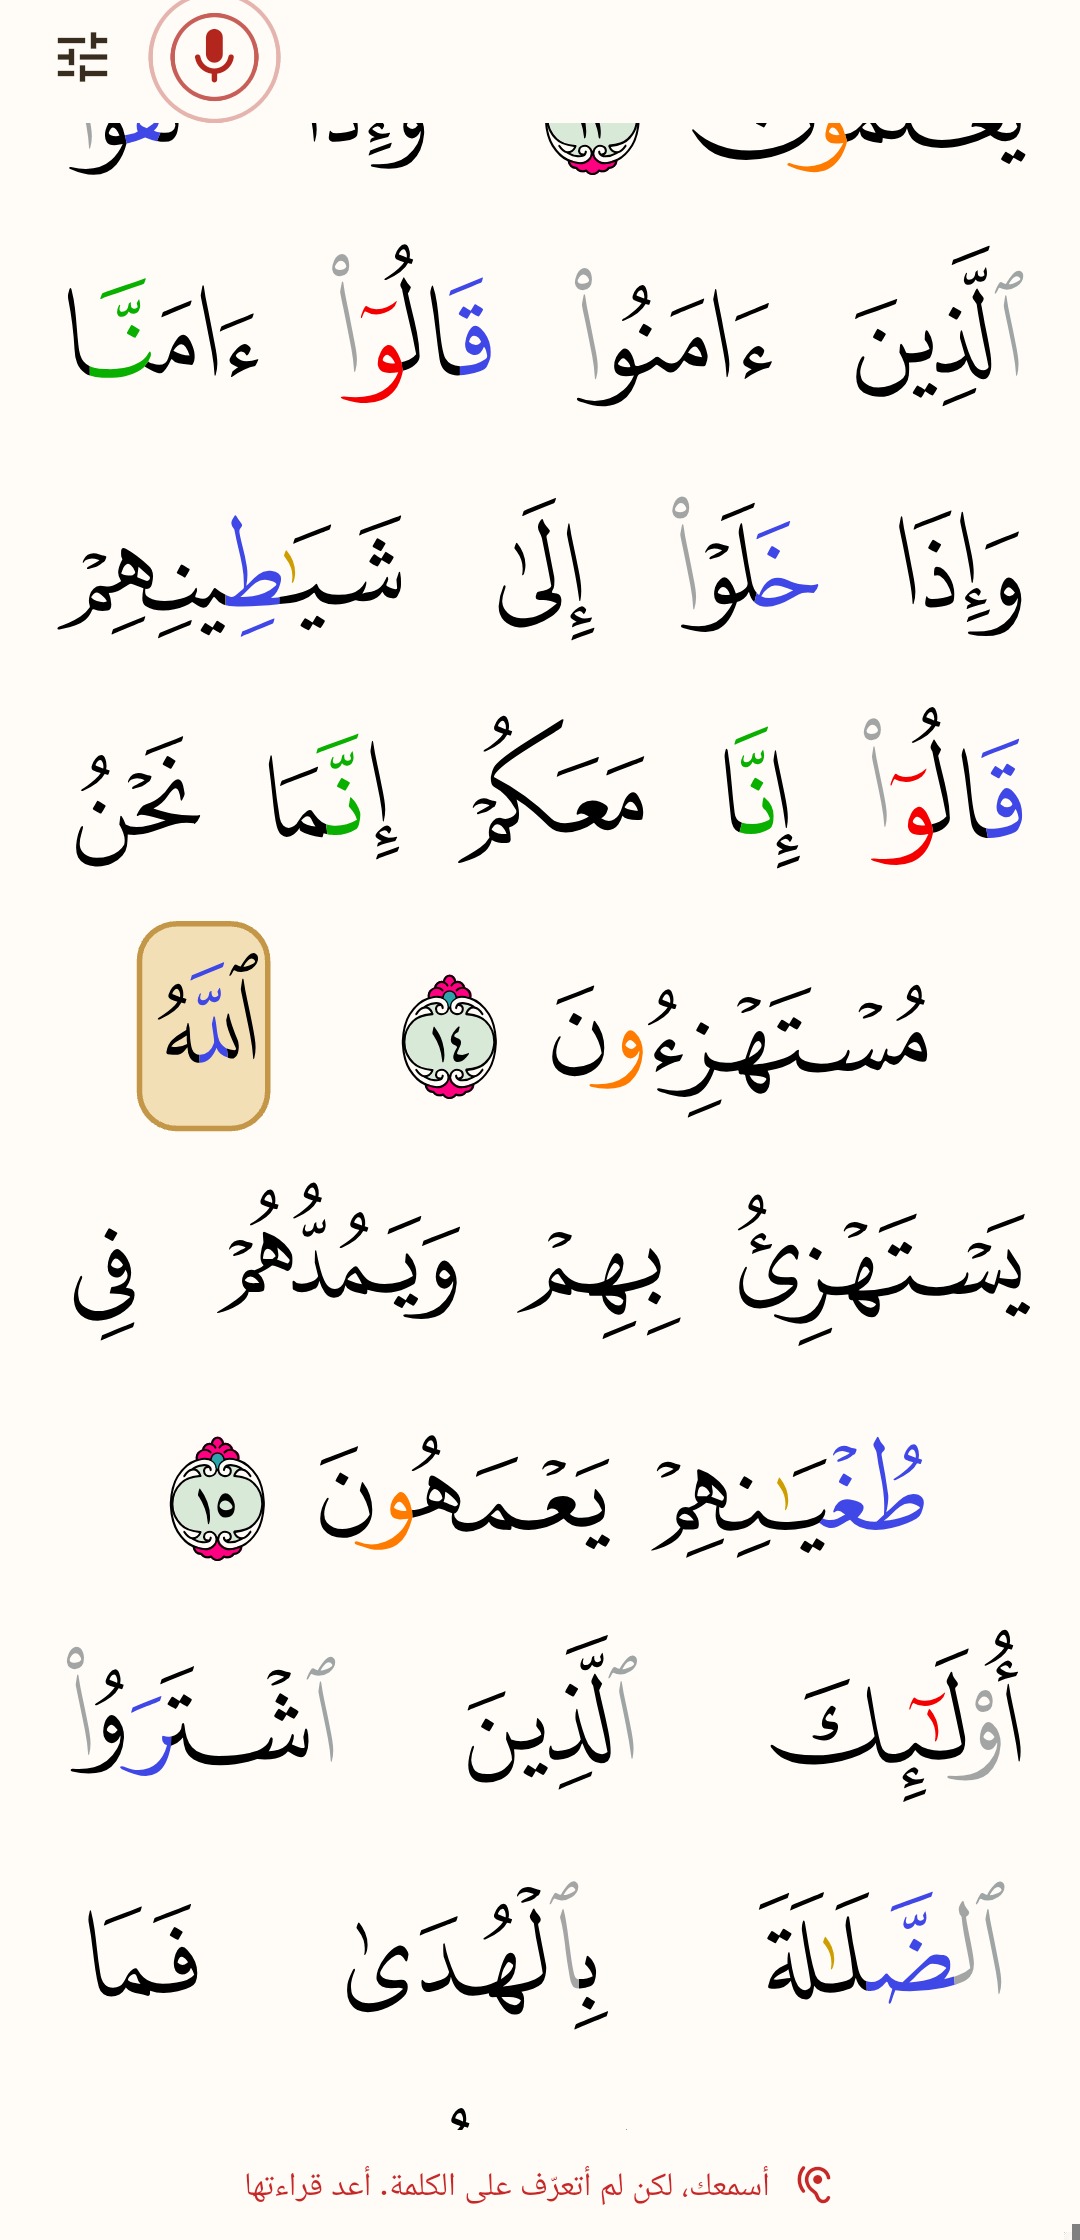 ٱلَّذِينَ ءَامَنُوا۟ قَالُوٓا۟ ءَامَنَّا
وَإِذَا خَلَوْا۟ إِلَىٰ شَيَـٰطِينِهِمْ
قَالُوٓا۟ إِنَّا مَعَكُمْ إِنَّمَا نَحْنُ
مُسْتَهْزِءُونَ ١٤ ٱللَّهُ
يَسْتَهْزِئُ بِهِمْ وَيَمُدُّهُمْ فِى
طُغْيَـٰنِهِمْ يَعْمَهُونَ ١٥
أُو۟لَـٰٓئِكَ ٱلَّذِينَ ٱشْتَرَوُا۟
ٱلضَّلَـٰلَةَ بِٱلْهُدَىٰ فَمَا
أسمعك، لكن لم أتعرّف على الكلمة. أعد قراءتها